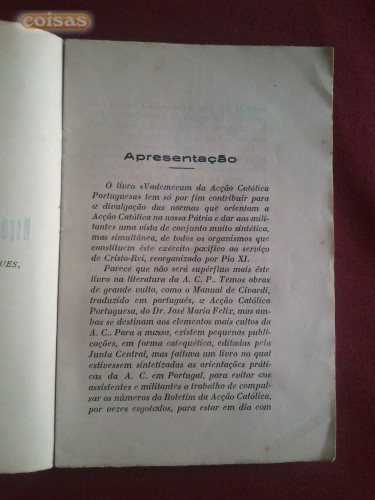 coisas
Apresentação
O livro «Vademecum da Acção Católica
Portuguesa» tem só por fim contribuir para
a divulgação das normas que orientam a
Acção Católica na nossa Pátria e dar aos mili-
tantes uma vista de conjunto muito sintética,
mas simultânea, de todos os organismos que
constituem êste exército pacífico ao serviço
de Cristo-Rei, reorganizado por Pio XI.
Parece que não será supérfluo mais êste
livro na literatura da A. C. P.. Temos obras
de grande vulto, como o Manual de Civardi,
traduzido em português, a Acção Católica
Portuguesa, do Dr. José Maria Felix, mas am-
bas se destinam aos elementos mais cultos da
A. C.. Para a massa, existem pequenas publi-
cações, em forma catequética, editadas pela
Junta Central, mas faltava um livro no qual
estivessem sintetizadas as orientações práti-
cas da A. C. em Portugal, para evitar aos
assistentes e militantes o trabalho de compul-
sar os números do Boletim da Acção Católica,
por vezes esgotados, para estar em dia com
UES.